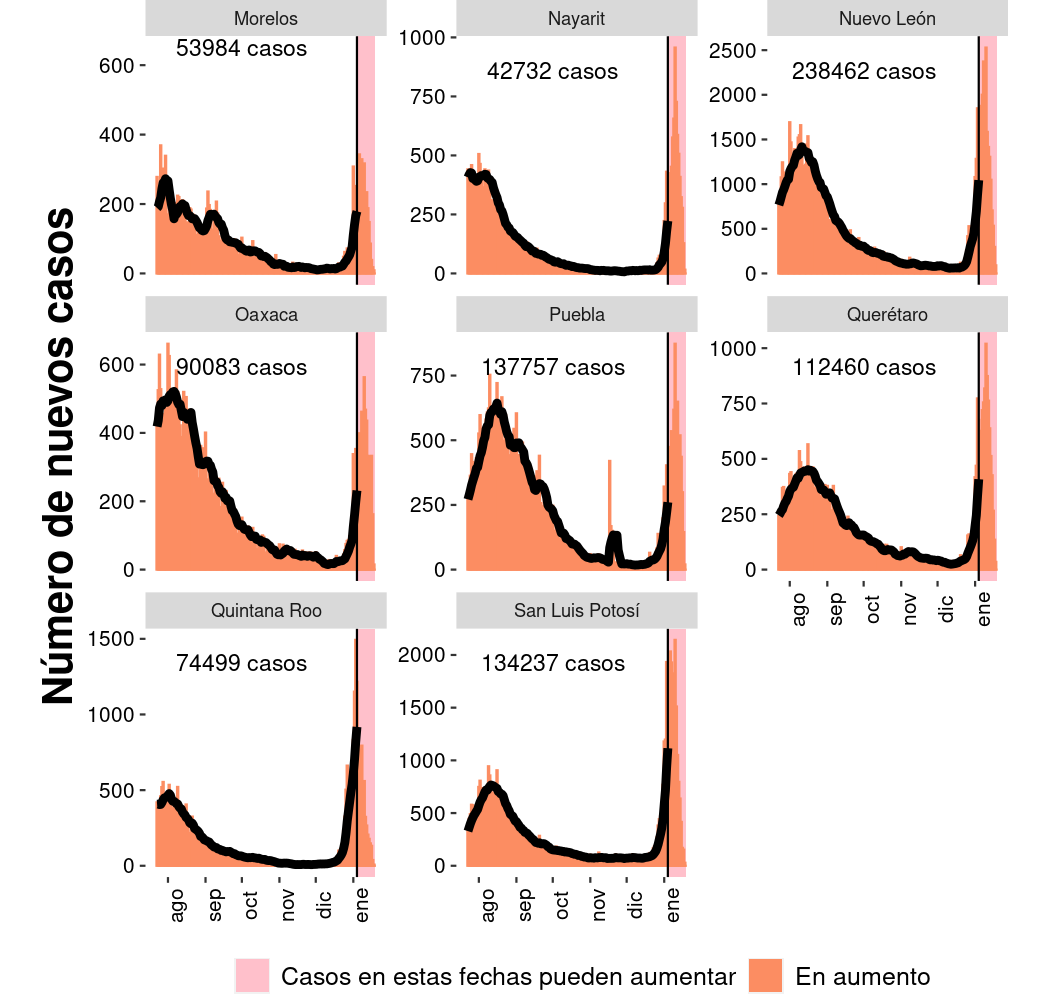 Número de nuevos casos
Morelos
53984 casos
600
400
200
0
Nayarit
42732 casos
1000
750
500
250
0
Nuevo León
238462 casos
2500
2000
1500
1000
500
0
Oaxaca
90083 casos
600
400
200
0
Puebla
137757 casos
750
500
250
0
Querétaro
112460 casos
1000
750
500
250
0
ago sep oct nov dic ene
Quintana Roo
74499 casos
1500
1000
500
0
ago sep oct nov dic ene
San Luis Potosí
134237 casos
2000
1500
1000
500
0
ago sep oct nov dic ene
Casos en estas fechas pueden aumentar
En aumento